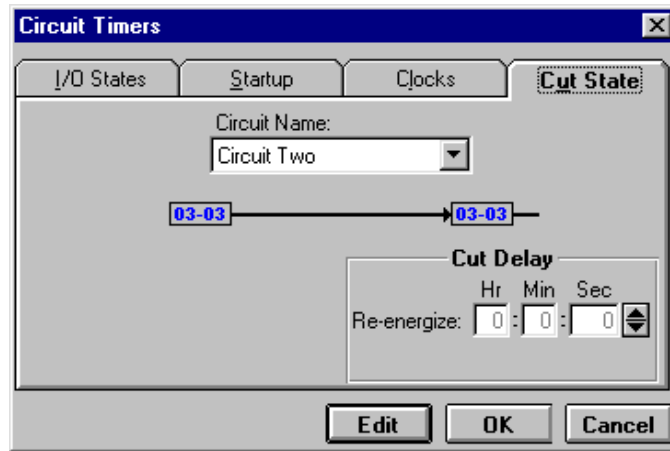 Circuit Timers
I/O States Startup Clocks Cut State
Circuit Name:
Circuit Two
03-03 03-03
Cut Delay
Hr Min Sec
Re-energize: 0 : 0 : 0
Edit OK Cancel